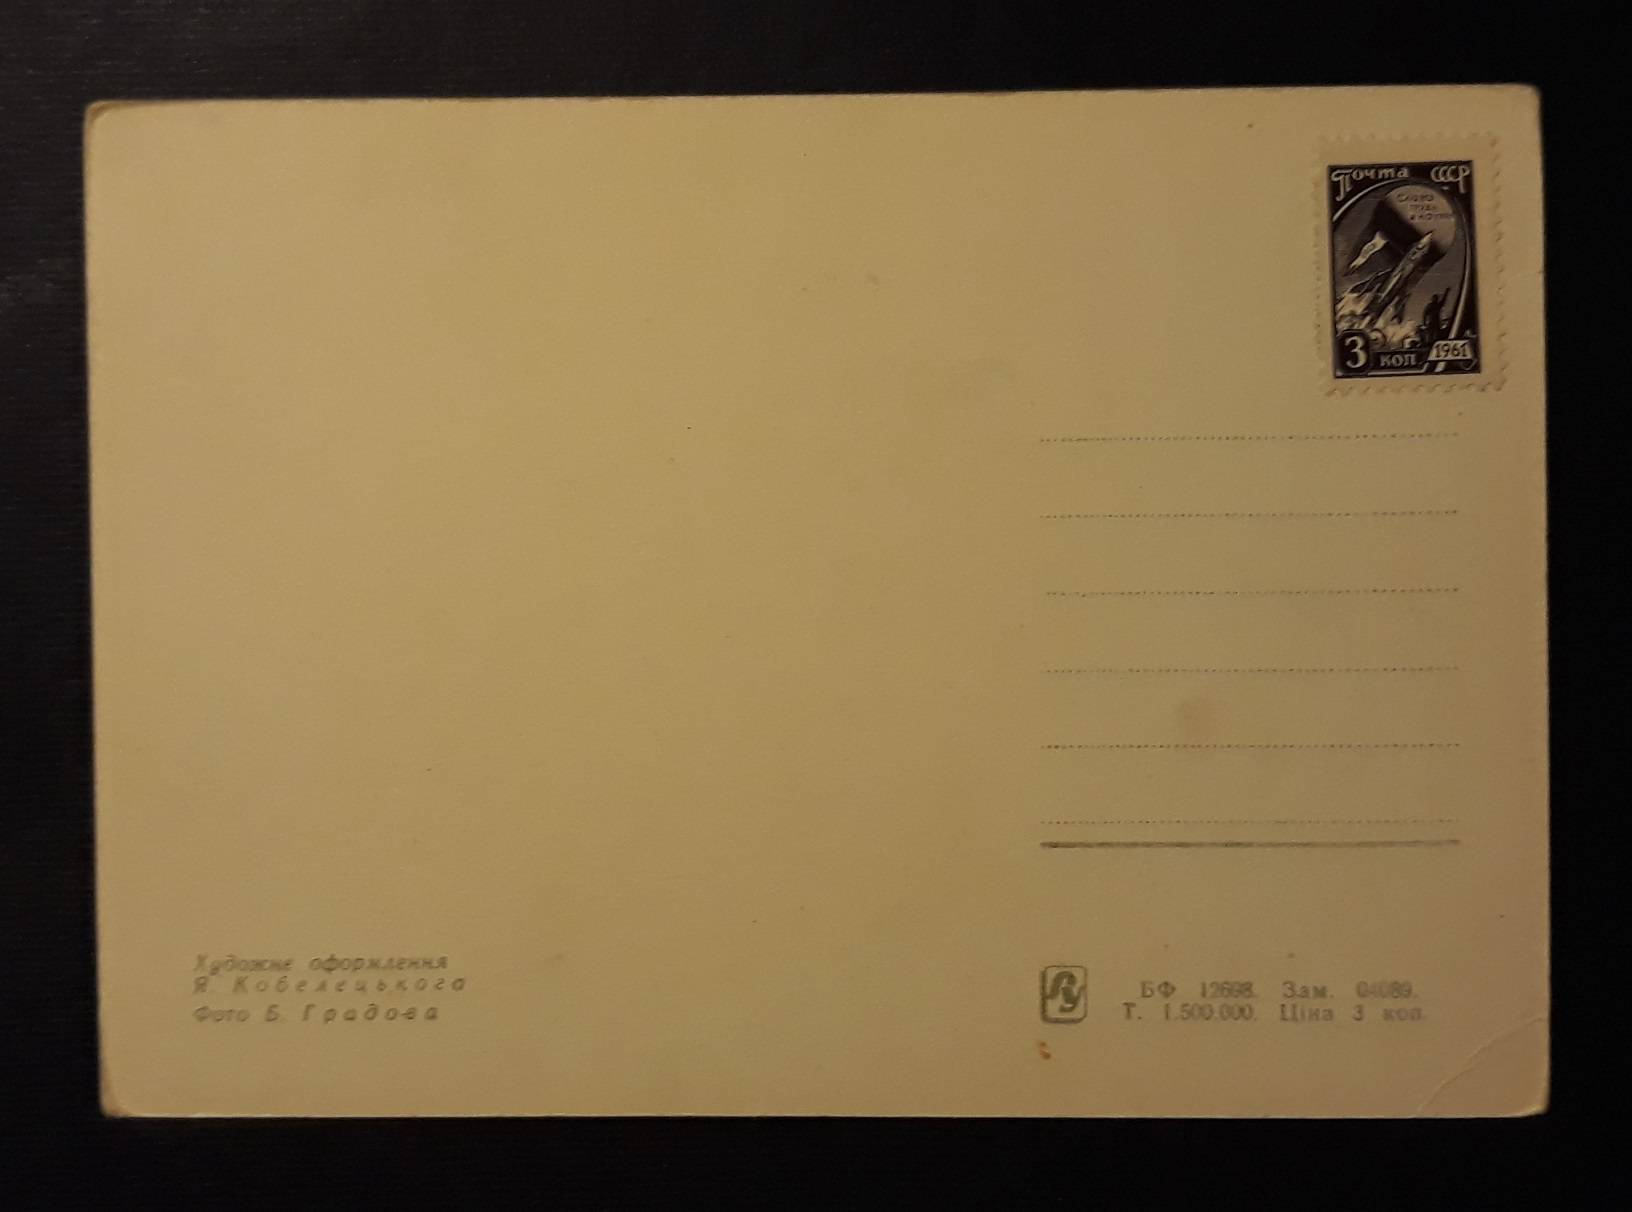 Почта СССР
Слава
труду
и науке
3 коп 1961
Художнє оформлення
Я. Кобелецького
Фото Б. Градова
БФ 12698. Зам. 04089.
Т. 1.500.000. Ціна 3 коп.